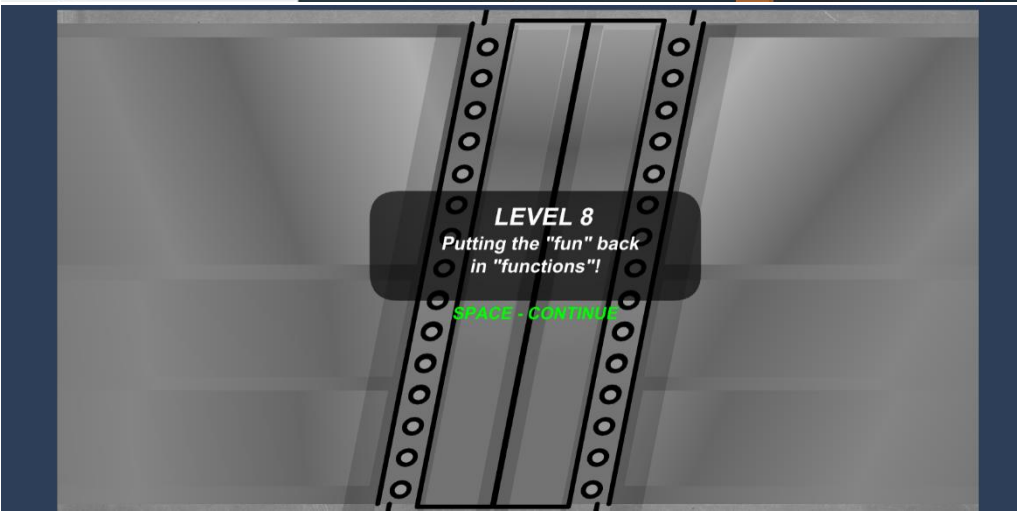 LEVEL 8
Putting the "fun" back
in "functions"!
SPACE - CONTINUE